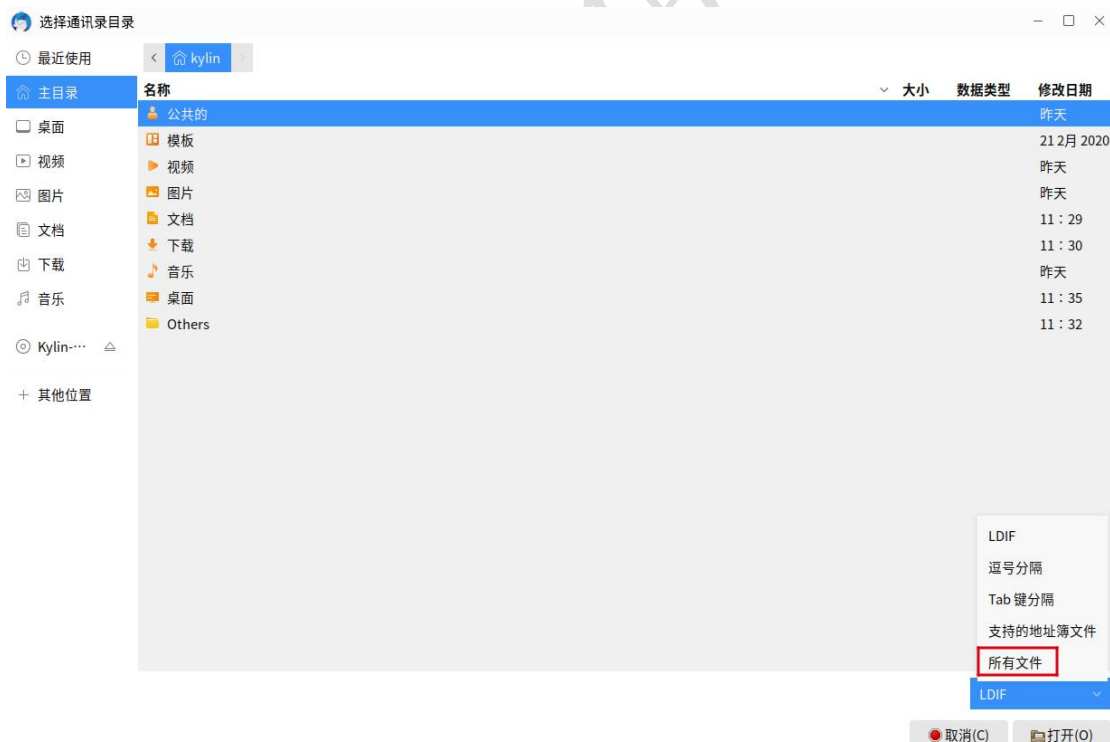 选择通讯录目录
最近使用
主目录
桌面
视频
图片
文档
下载
音乐
Kylin-···
其他位置
kylin
名称 大小 数据类型 修改日期
公共的 昨天
模板 21 2月 2020
视频 昨天
图片 昨天
文档 11：29
下载 11：30
音乐 昨天
桌面 11：35
Others 11：32
LDIF
逗号分隔
Tab 键分隔
支持的地址簿文件
所有文件
LDIF
取消(C) 打开(O)